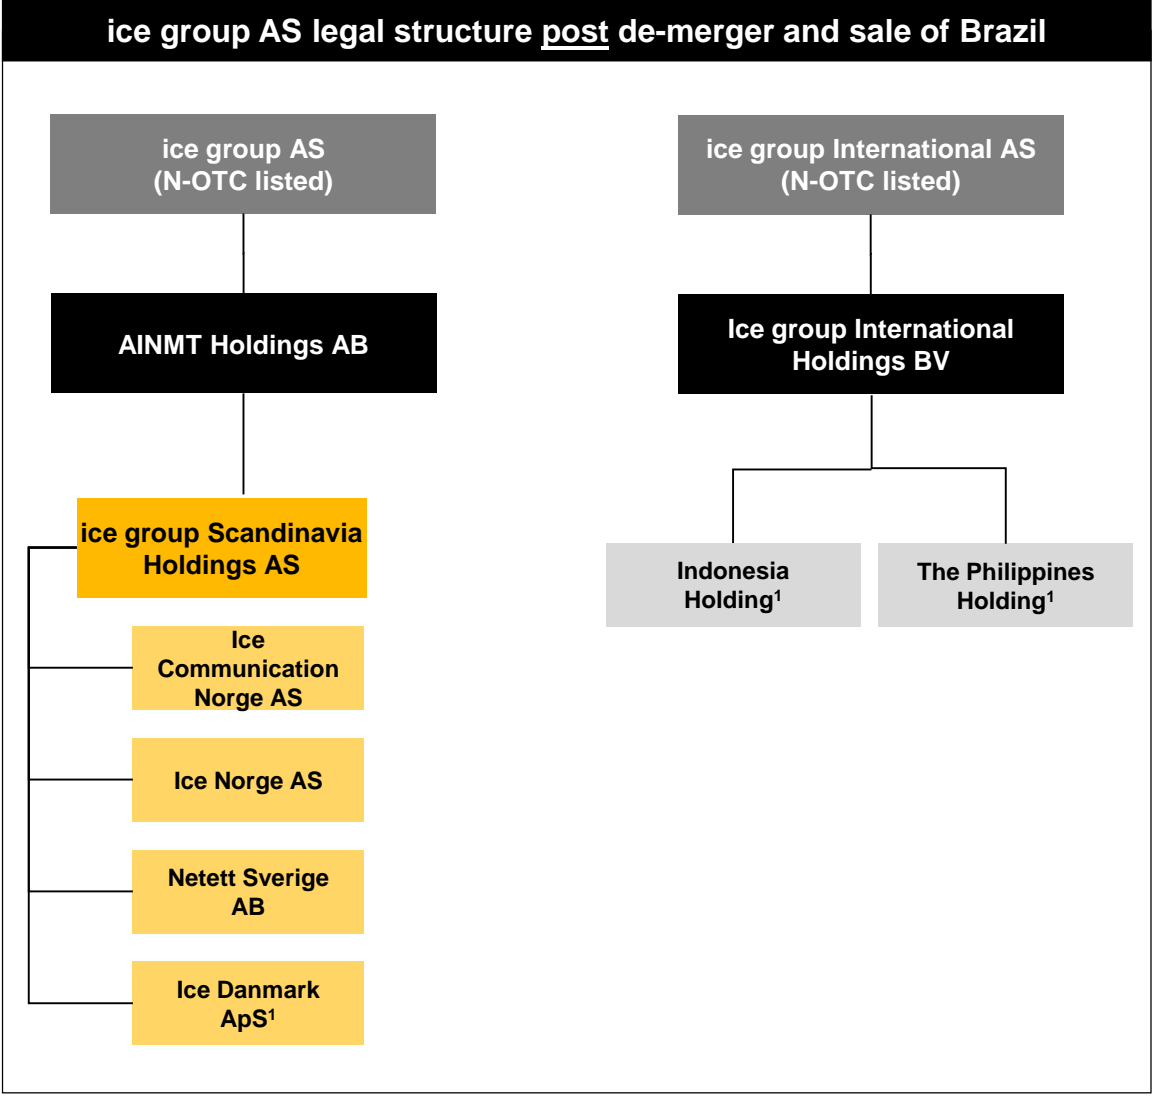 ice group AS legal structure post de-merger and sale of Brazil
ice group AS
(N-OTC listed)
AINMT Holdings AB
ice group Scandinavia
Holdings AS
Ice
Communication
Norge AS
Ice Norge AS
Netett Sverige
AB
Ice Danmark
ApS¹
ice group International AS
(N-OTC listed)
Ice group International
Holdings BV
Indonesia
Holding¹
The Philippines
Holding¹